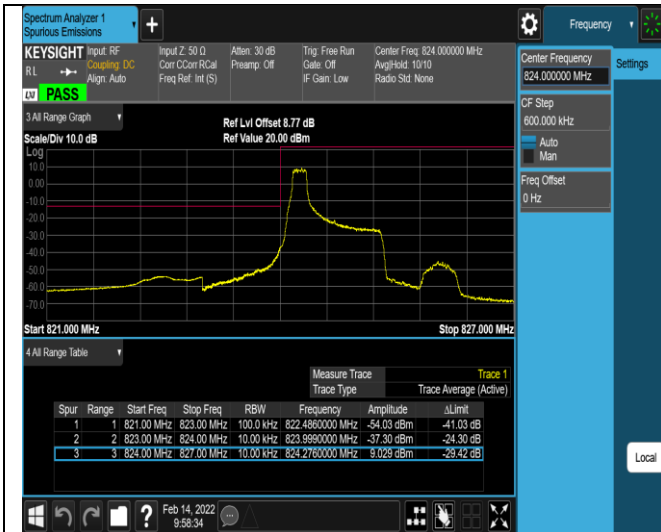 Spectrum Analyzer 1
Spurious Emissions
Frequency
KEYSIGHT
RL
Input: RF
Coupling: DC
Align: Auto
Input Z: 50 Ω
Corr CCorr RCal
Freq Ref: Int (S)
Atten: 30 dB
Preamp: Off
Trig: Free Run
Gate: Off
IF Gain: Low
Center Freq: 824.000000 MHz
Avg|Hold: 10/10
Radio Std: None
LXI PASS
Center Frequency
824.000000 MHz
Settings
CF Step
600.000 kHz
Auto
Man
Freq Offset
0 Hz
3 All Range Graph
Scale/Div 10.0 dB
Ref Lvl Offset 8.77 dB
Ref Value 20.00 dBm
Log
10.0
0.00
-10.0
-20.0
-30.0
-40.0
-50.0
-60.0
-70.0
Start 821.000 MHz
Stop 827.000 MHz
4 All Range Table
Measure Trace Trace 1
Trace Type Trace Average (Active)
Spur Range Start Freq Stop Freq RBW Frequency Amplitude ΔLimit
1 1 821.00 MHz 823.00 MHz 100.0 kHz 822.4860000 MHz -54.03 dBm -41.03 dB
2 2 823.00 MHz 824.00 MHz 10.00 kHz 823.9990000 MHz -37.30 dBm -24.30 dB
3 3 824.00 MHz 827.00 MHz 10.00 kHz 824.2760000 MHz 9.029 dBm -29.42 dB
Local
Feb 14, 2022
9:58:34